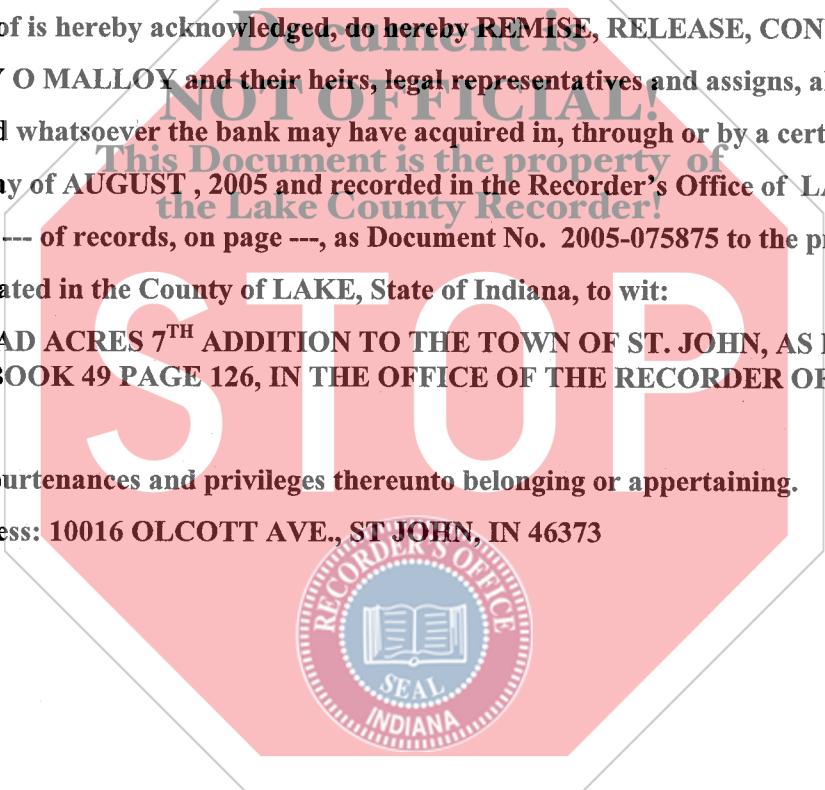 of is hereby acknowledged, do hereby REMISE, RELEASE, CON
Document is
Y O MALLOY and their heirs, legal representatives and assigns, al
NOT OFFICIAL!
d whatsoever the bank may have acquired in, through or by a cert
This Document is the property of
ay of AUGUST , 2005 and recorded in the Recorder's Office of LA
the Lake County Recorder!
--- of records, on page ---, as Document No. 2005-075875 to the pr
ated in the County of LAKE, State of Indiana, to wit:
AD ACRES 7TH ADDITION TO THE TOWN OF ST. JOHN, AS
BOOK 49 PAGE 126, IN THE OFFICE OF THE RECORDER OF
STOP
urtenances and privileges thereunto belonging or appertaining.
ess: 10016 OLCOTT AVE., ST JOHN, IN 46373
RECORDER'S OFFICE
SEAL
INDIANA